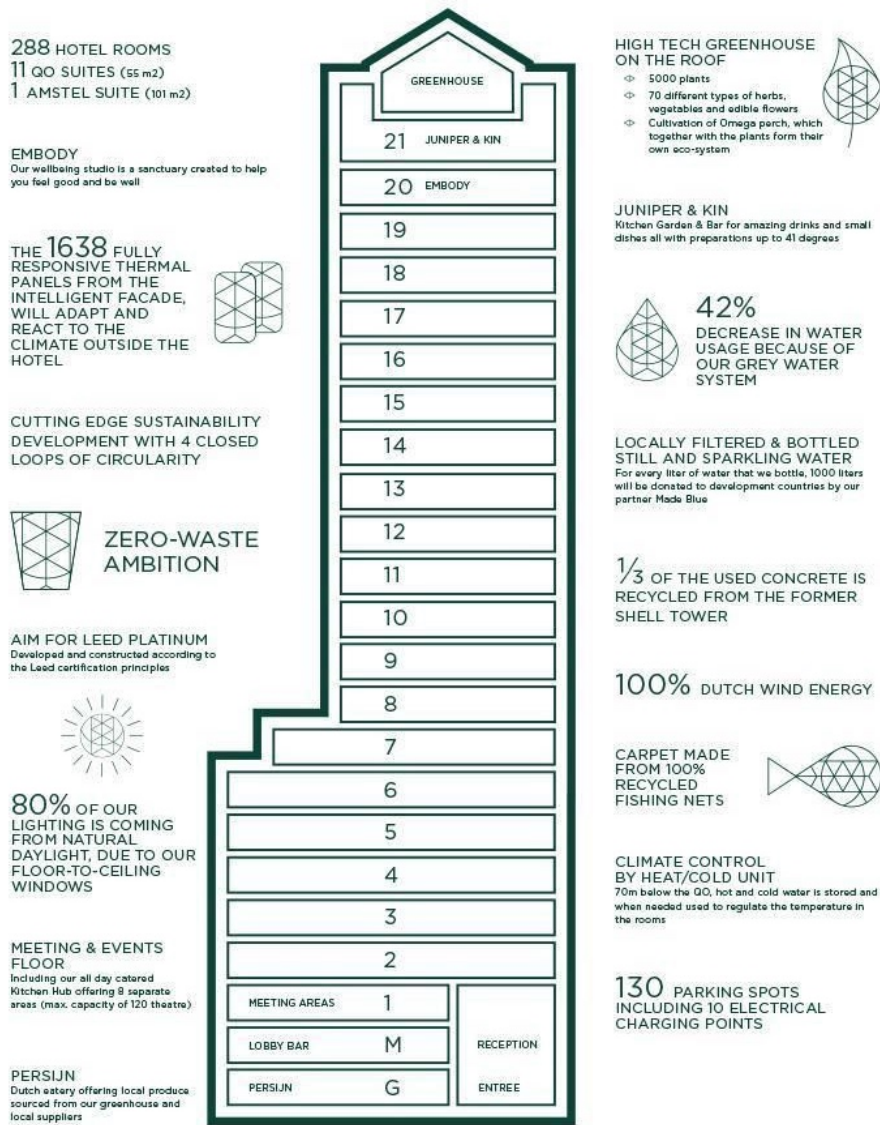 288 HOTEL ROOMS
11 QO SUITES (55 m2)
1 AMSTEL SUITE (101 m2)
EMBODY
Our wellbeing studio is a sanctuary created to help
you feel good and be well
THE 1638 FULLY
RESPONSIVE THERMAL
PANELS FROM THE
INTELLIGENT FACADE,
WILL ADAPT AND
REACT TO THE
CLIMATE OUTSIDE THE
HOTEL
CUTTING EDGE SUSTAINABILITY
DEVELOPMENT WITH 4 CLOSED
LOOPS OF CIRCULARITY
ZERO-WASTE
AMBITION
AIM FOR LEED PLATINUM
Developed and constructed according to
the Leed certification principles
80% OF OUR
LIGHTING IS COMING
FROM NATURAL
DAYLIGHT, DUE TO OUR
FLOOR-TO-CEILING
WINDOWS
MEETING & EVENTS
FLOOR
Including our all day catered
Kitchen Hub offering 8 separate
areas (max. capacity of 120 theatre)
PERSIJN
Dutch eatery offering local produce
sourced from our greenhouse and
local suppliers
GREENHOUSE
21 JUNIPER & KIN
20 EMBODY
19
18
17
16
15
14
13
12
11
10
9
8
7
6
5
4
3
2
MEETING AREAS 1
LOBBY BAR M
PERSIJN G
RECEPTION
ENTREE
HIGH TECH GREENHOUSE
ON THE ROOF
5000 plants
70 different types of herbs,
vegetables and edible flowers
Cultivation of Omega perch, which
together with the plants form their
own eco-system
JUNIPER & KIN
Kitchen Garden & Bar for amazing drinks and small
dishes all with preparations up to 41 degrees
42%
DECREASE IN WATER
USAGE BECAUSE OF
OUR GREY WATER
SYSTEM
LOCALLY FILTERED & BOTTLED
STILL AND SPARKLING WATER
For every liter of water that we bottle, 1000 liters
will be donated to development countries by our
partner Made Blue
1/3 OF THE USED CONCRETE IS
RECYCLED FROM THE FORMER
SHELL TOWER
100% DUTCH WIND ENERGY
CARPET MADE
FROM 100%
RECYCLED
FISHING NETS
CLIMATE CONTROL
BY HEAT/COLD UNIT
70m below the QO, hot and cold water is stored and
when needed used to regulate the temperature in
the rooms
130 PARKING SPOTS
INCLUDING 10 ELECTRICAL
CHARGING POINTS